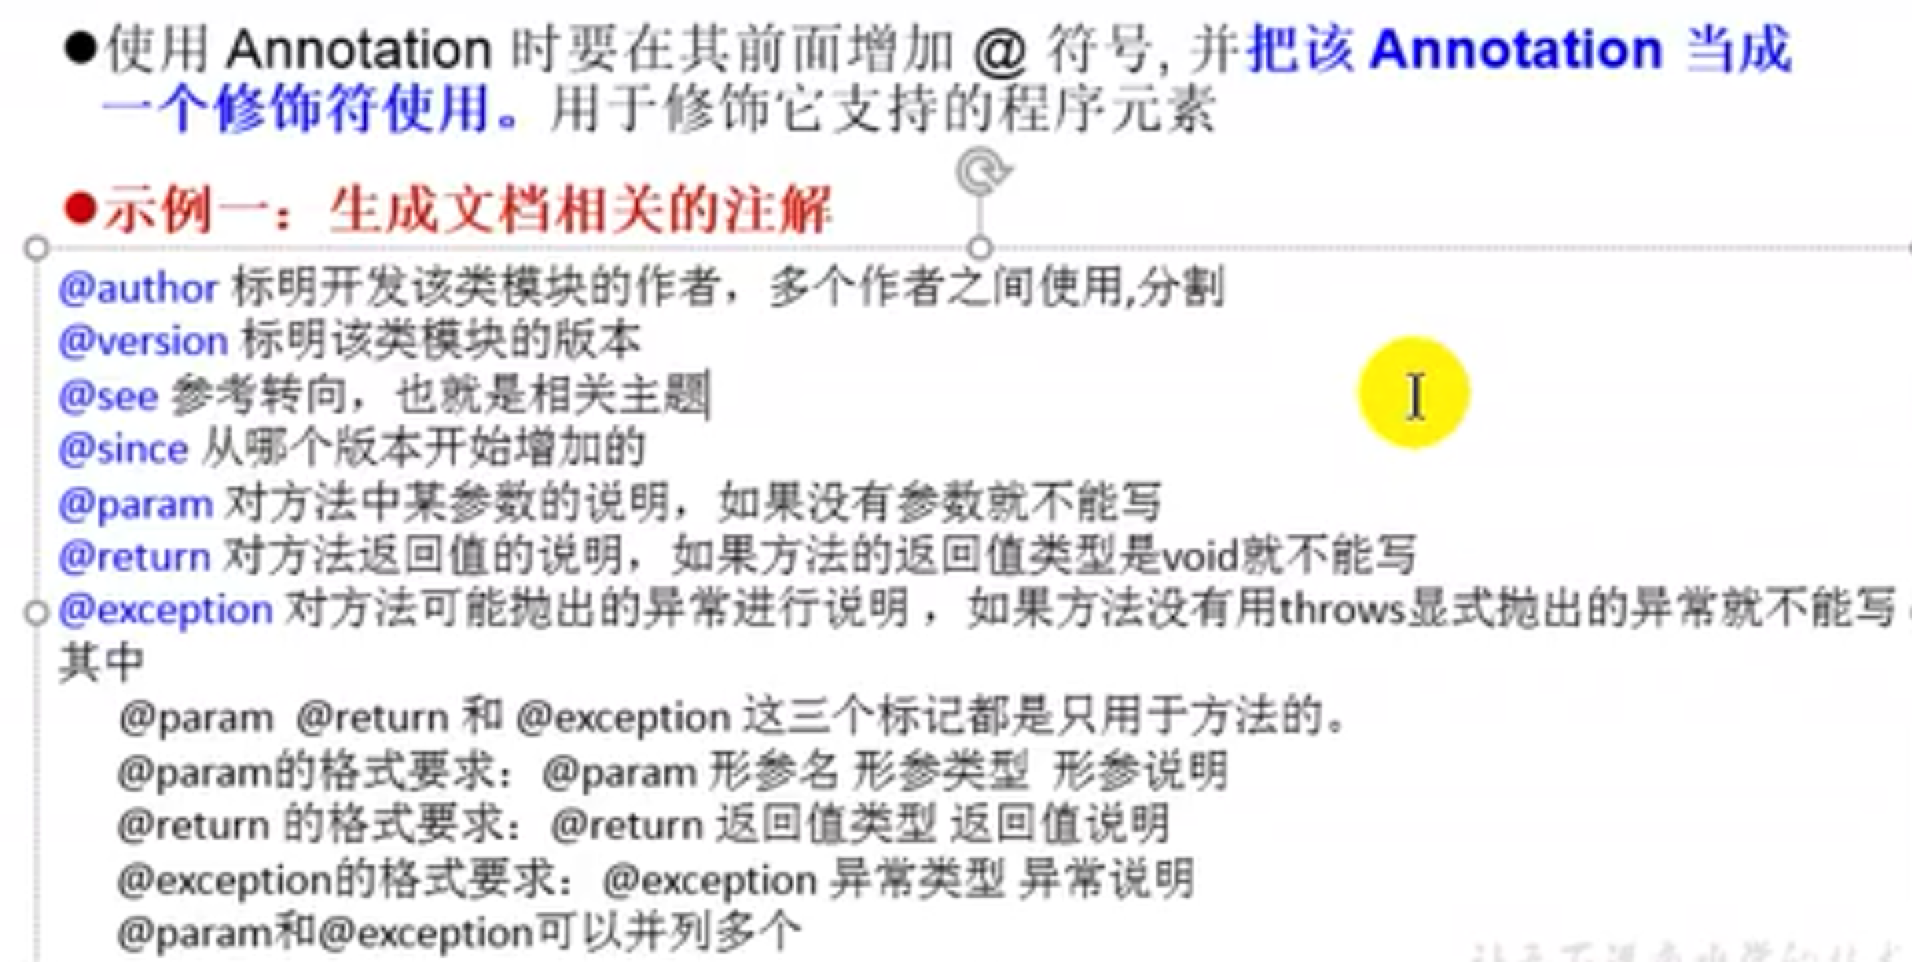 ●使用 Annotation 时要在其前面增加 @ 符号, 并把该 Annotation 当成
一个修饰符使用。用于修饰它支持的程序元素
●示例一：生成文档相关的注解
@author 标明开发该类模块的作者，多个作者之间使用,分割
@version 标明该类模块的版本
@see 参考转向，也就是相关主题
@since 从哪个版本开始增加的
@param 对方法中某参数的说明，如果没有参数就不能写
@return 对方法返回值的说明，如果方法的返回值类型是void就不能写
@exception 对方法可能抛出的异常进行说明 ，如果方法没有用throws显式抛出的异常就不能写
其中
@param  @return 和 @exception 这三个标记都是只用于方法的。
@param的格式要求：@param 形参名 形参类型  形参说明
@return 的格式要求：@return 返回值类型 返回值说明
@exception的格式要求：@exception 异常类型 异常说明
@param和@exception可以并列多个